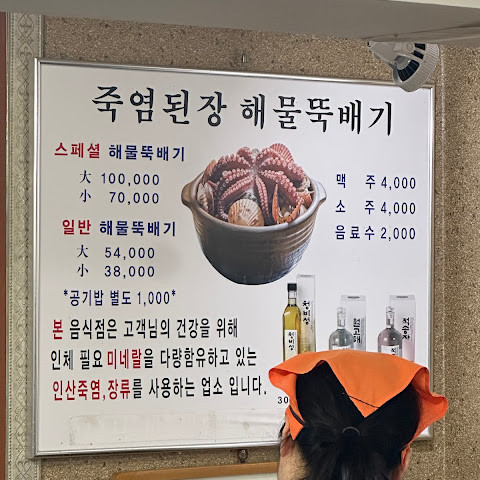 죽염된장 해물뚝배기
스페셜 해물뚝배기
大 100,000
小 70,000
일반 해물뚝배기
大 54,000
小 38,000
*공기밥 별도 1,000*
맥 주 4,000
소 주 4,000
음료수 2,000
본 음식점은 고객님의 건강을 위해
인체 필요 미네랄을 다량함유하고 있는
인산죽염,장류를 사용하는 업소 입니다.
30